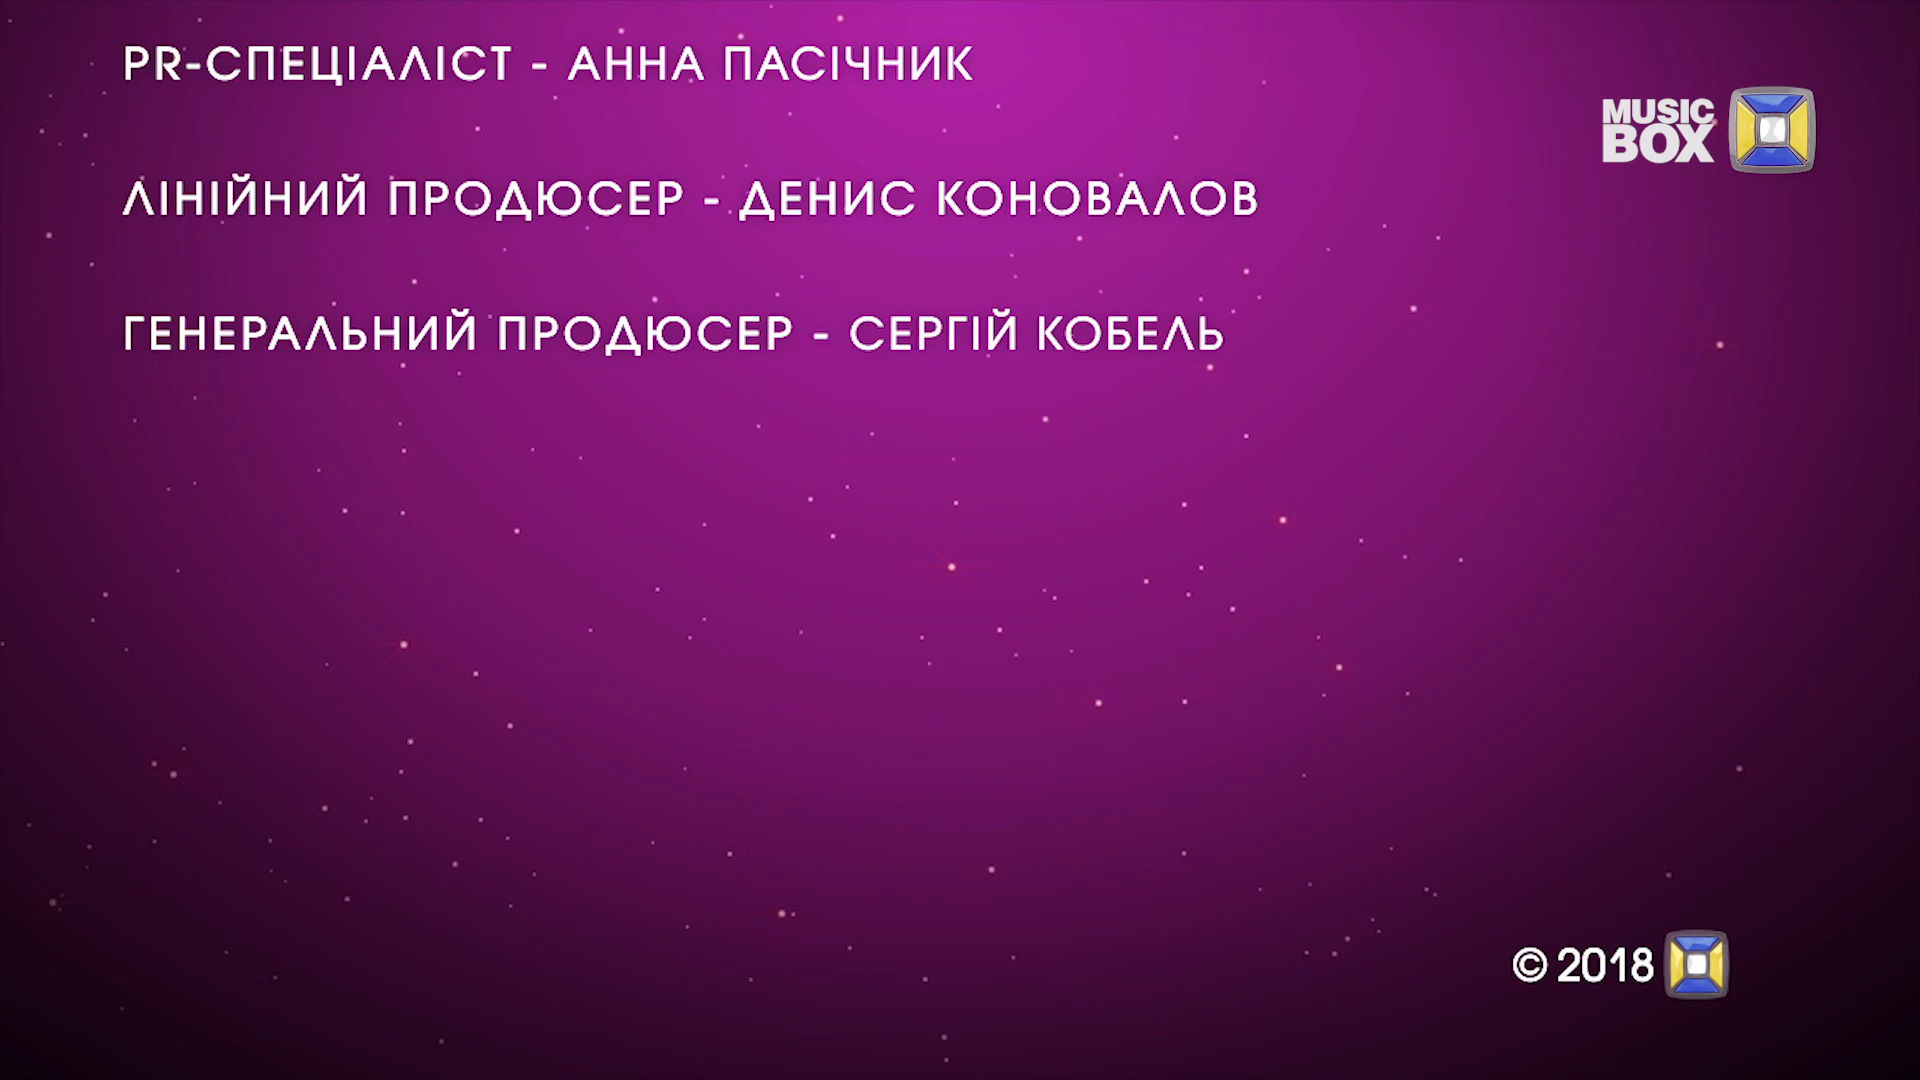 PR-СПЕЦІАЛІСТ - АННА ПАСІЧНИК
MUSIC
BOX
ЛІНІЙНИЙ ПРОДЮСЕР - ДЕНИС КОНОВАЛОВ
ГЕНЕРАЛЬНИЙ ПРОДЮСЕР - СЕРГІЙ КОБЕЛЬ
© 2018